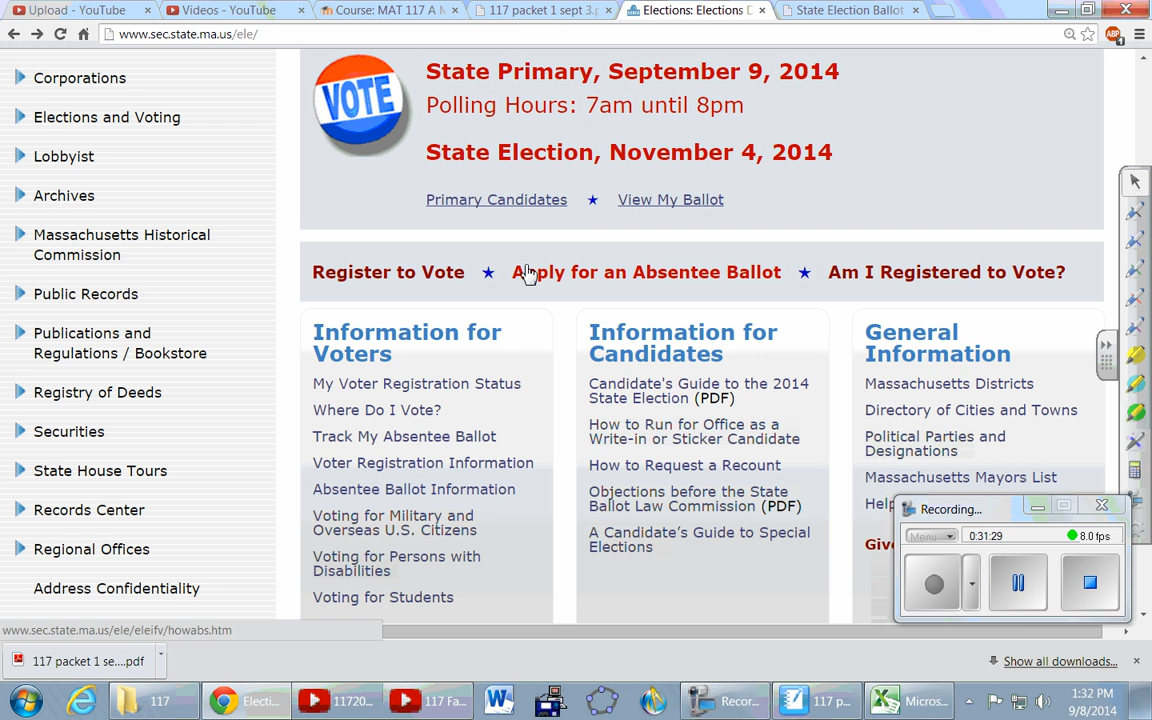 Upload - YouTube
Videos - YouTube
Course: MAT 117 A M
117 packet 1 sept 3.p
Elections: Elections D
State Election Ballot
www.sec.state.ma.us/ele/
ABP
1
Corporations
Elections and Voting
Lobbyist
Archives
Massachusetts Historical
Commission
Public Records
Publications and
Regulations / Bookstore
Registry of Deeds
Securities
State House Tours
Records Center
Regional Offices
Address Confidentiality
VOTE
State Primary, September 9, 2014
Polling Hours: 7am until 8pm
State Election, November 4, 2014
Primary Candidates ★ View My Ballot
Register to Vote ★ Apply for an Absentee Ballot ★ Am I Registered to Vote?
Information for
Voters
My Voter Registration Status
Where Do I Vote?
Track My Absentee Ballot
Voter Registration Information
Absentee Ballot Information
Voting for Military and
Overseas U.S. Citizens
Voting for Persons with
Disabilities
Voting for Students
Information for
Candidates
Candidate's Guide to the 2014
State Election (PDF)
How to Run for Office as a
Write-in or Sticker Candidate
How to Request a Recount
Objections before the State
Ballot Law Commission (PDF)
A Candidate's Guide to Special
Elections
General
Information
Massachusetts Districts
Directory of Cities and Towns
Political Parties and
Designations
Massachusetts Mayors List
Help
Give
Recording...
Menu
0:31:29
8.0 fps
www.sec.state.ma.us/ele/eleifv/howabs.htm
117 packet 1 se....pdf
Show all downloads...
117
Electi...
11720...
117 Fa...
Recor...
117 p...
Micros...
1:32 PM
9/8/2014